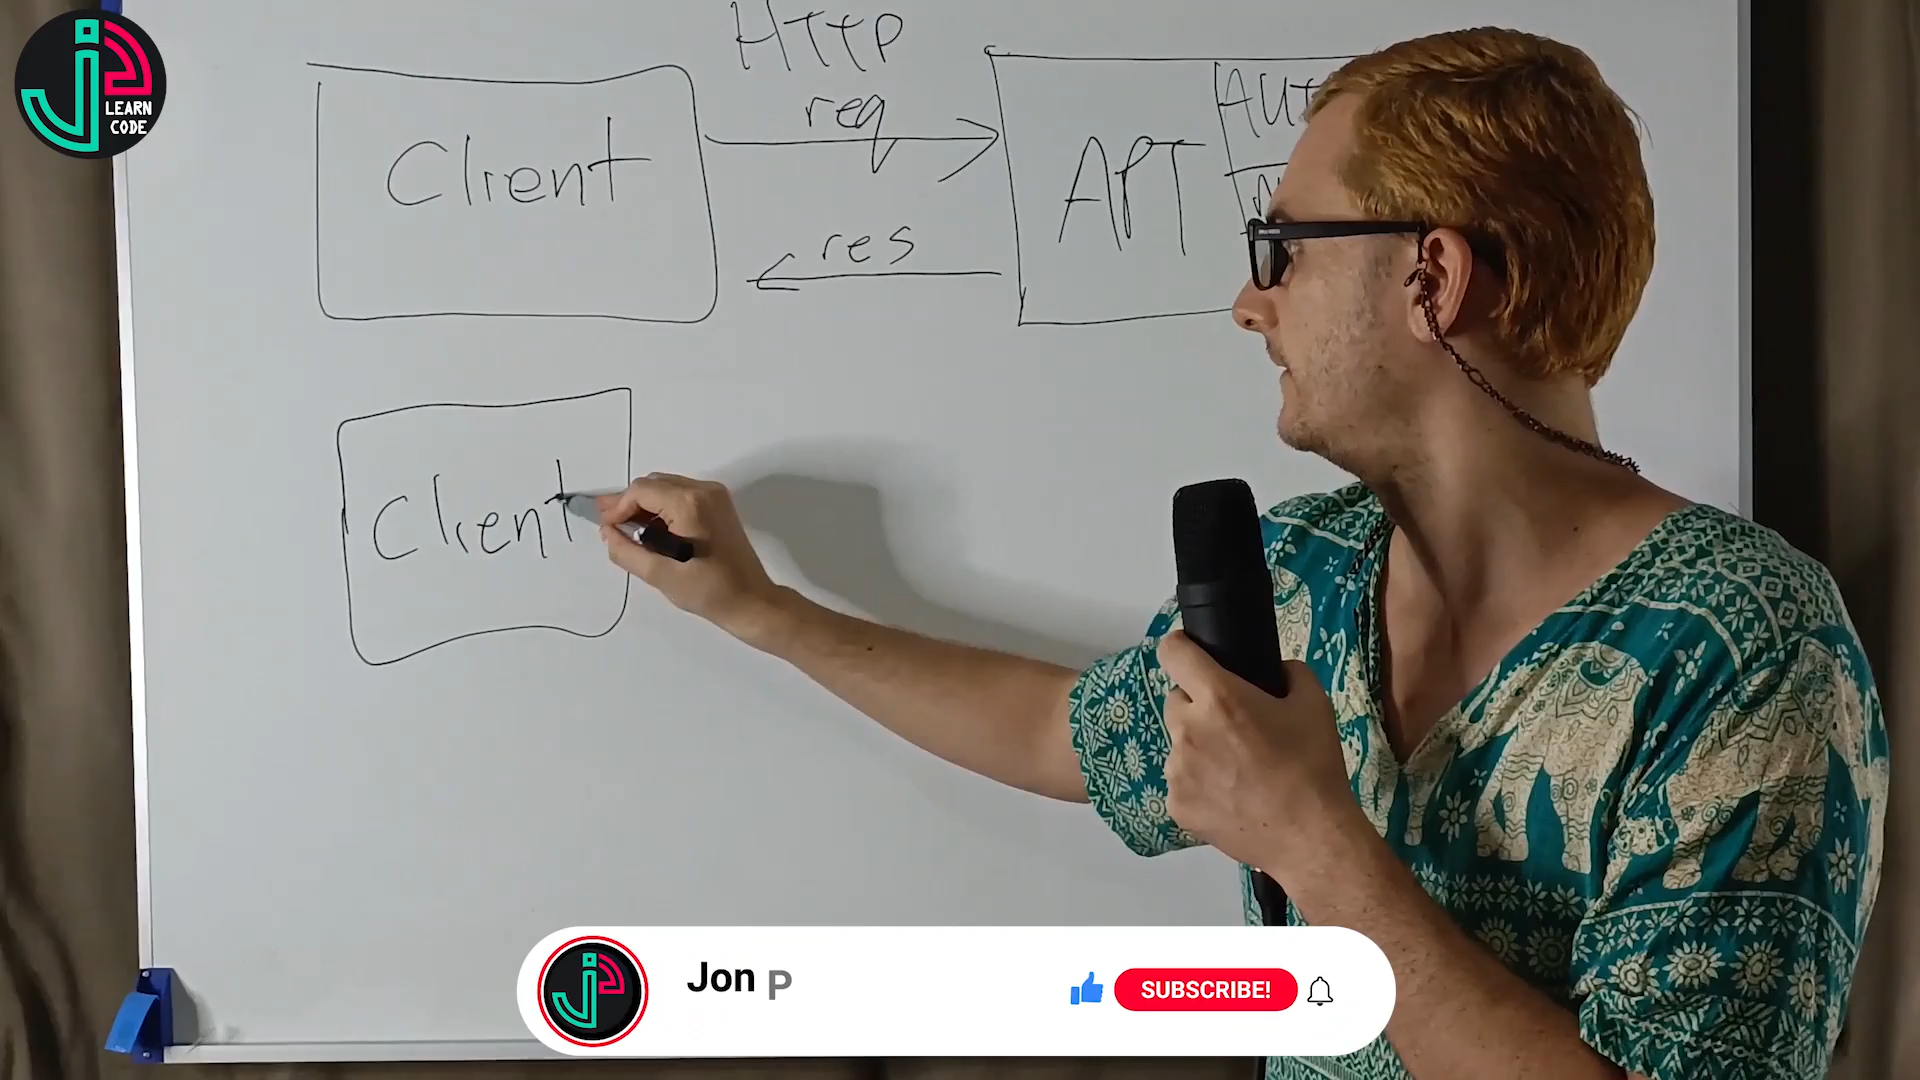 LEARN
CODE
HTTP
req
Client
API
res
Client
Jon P
SUBSCRIBE!